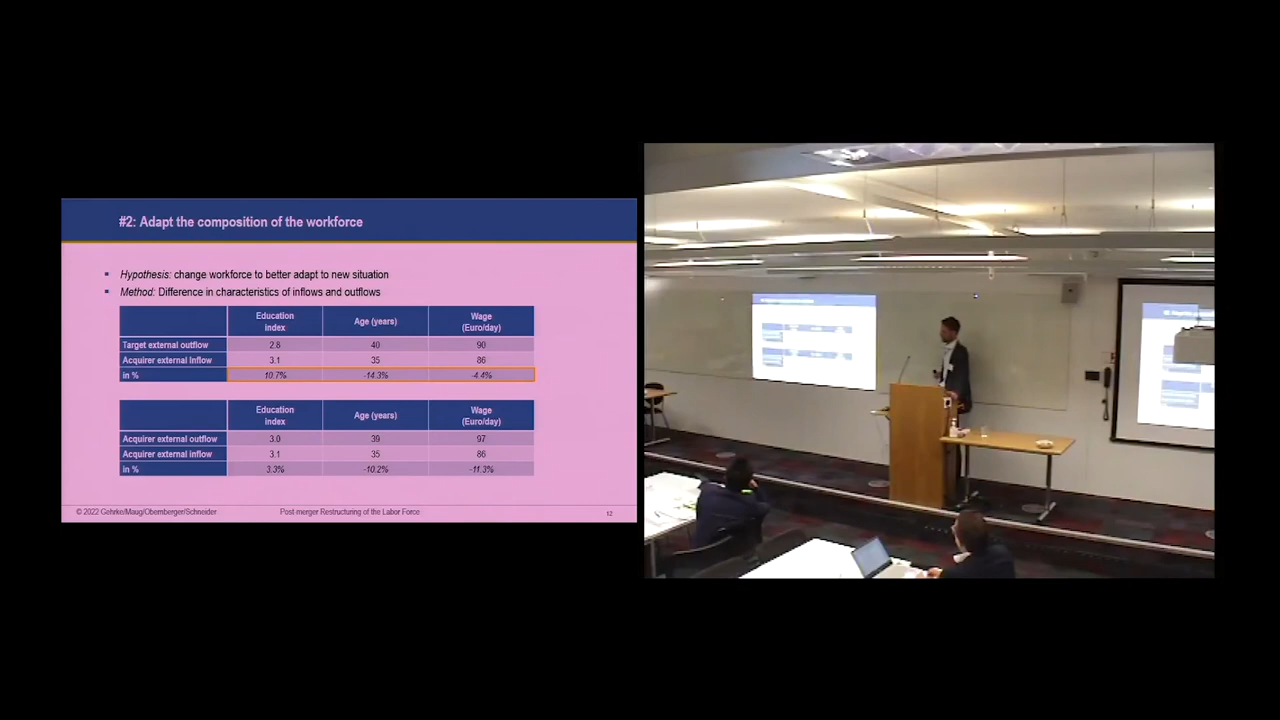 #2: Adapt the composition of the workforce
Hypothesis: change workforce to better adapt to new situation
Method: Difference in characteristics of inflows and outflows
Education index Age (years) Wage (Euro/day)
Target external outflow 2.8 40 90
Acquirer external Inflow 3.1 35 86
in % 10.7% -14.3% -4.4%
Education index Age (years) Wage (Euro/day)
Acquirer external outflow 3.0 39 97
Acquirer external inflow 3.1 35 86
in % 3.3% -10.2% -11.3%
© 2022 Gehrke/Maug/Obernberger/Schneider Post-merger Restructuring of the Labor Force 12